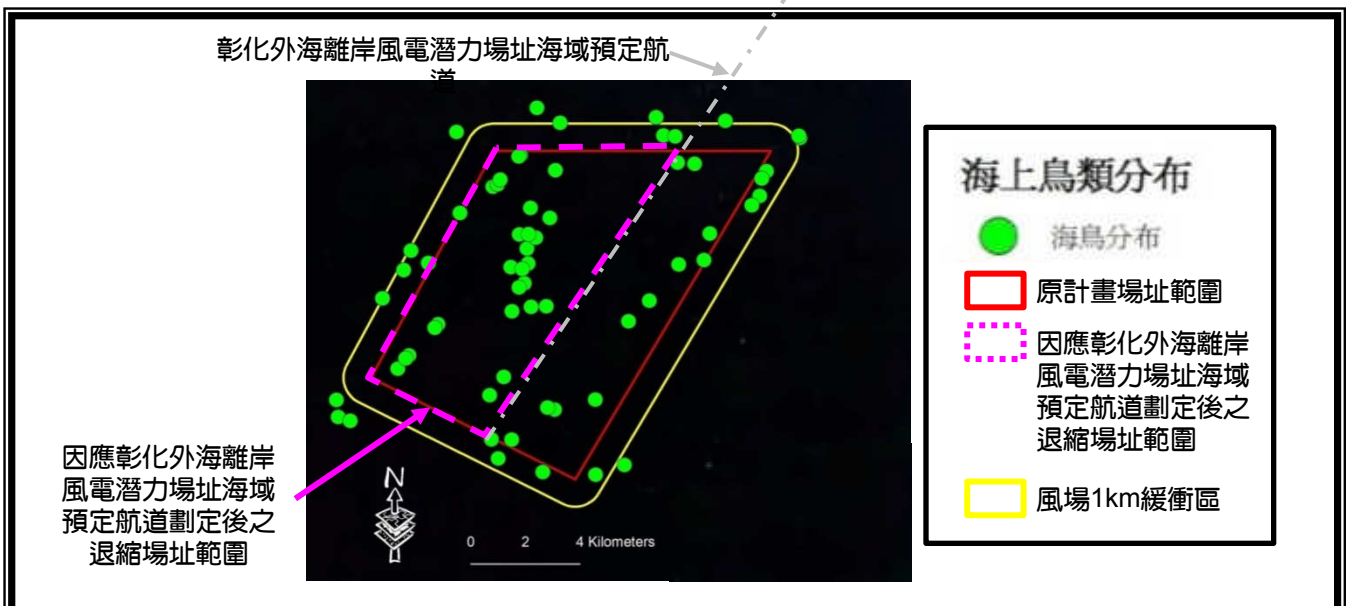 彰化外海離岸風電潛力場址海域預定航
道
海上鳥類分布
海鳥分布
原計畫場址範圍
因應彰化外海離岸
風電潛力場址海域
預定航道劃定後之
退縮場址範圍
風場1km緩衝區
因應彰化外海離岸
風電潛力場址海域
預定航道劃定後之
退縮場址範圍
N
0 2 4 Kilometers